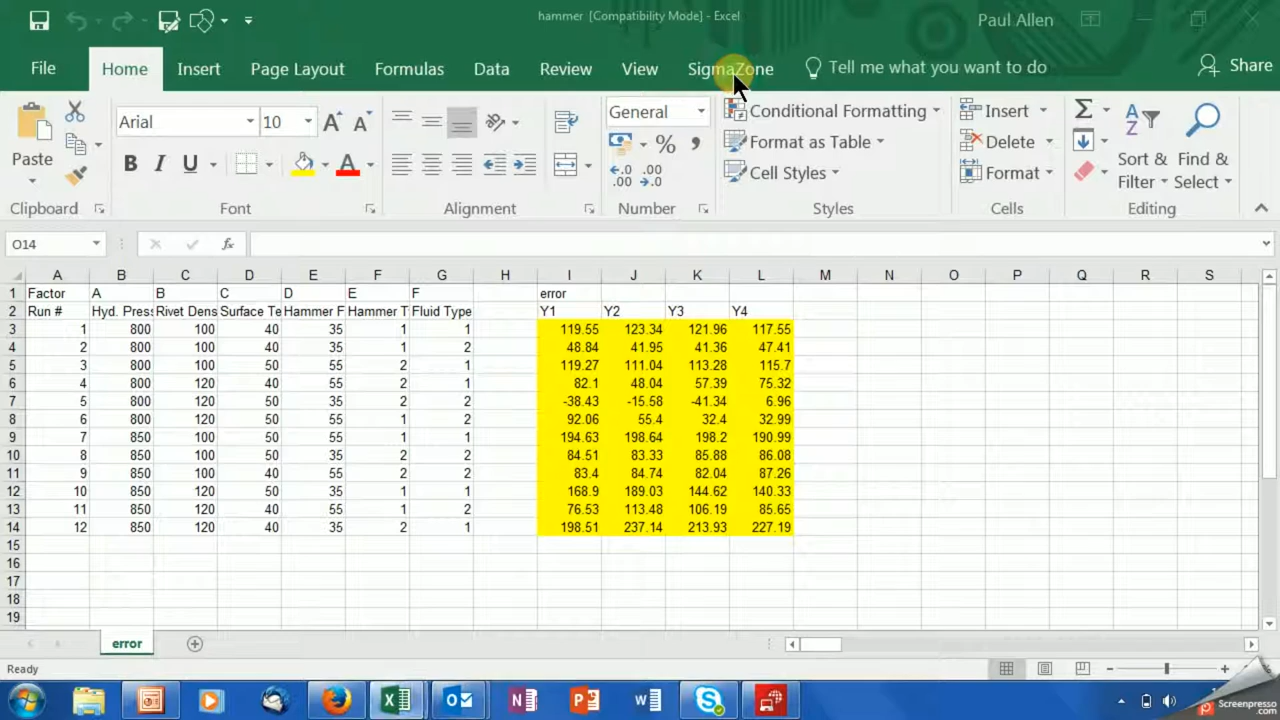 hammer [Compatibility Mode] - Excel
Paul Allen
File Home Insert Page Layout Formulas Data Review View SigmaZone Tell me what you want to do Share
Paste
Clipboard
Arial 10
B I U A
Font
Alignment
General
%
Number
Conditional Formatting
Format as Table
Cell Styles
Styles
Insert
Delete
Format
Cells
Sort & Filter
Find & Select
Editing
O14 fx
A B C D E F G H I J K L M N O P Q R S
1 Factor A B C D E F error
2 Run # Hyd. Press Rivet Dens Surface Te Hammer F Hammer T Fluid Type Y1 Y2 Y3 Y4
3 1 800 100 40 35 1 1 119.55 123.34 121.96 117.55
4 2 800 100 40 35 1 2 48.84 41.95 41.36 47.41
5 3 800 100 50 55 2 1 119.27 111.04 113.28 115.7
6 4 800 120 40 55 2 1 82.1 48.04 57.39 75.32
7 5 800 120 50 35 2 2 -38.43 -15.58 -41.34 6.96
8 6 800 120 50 55 1 2 92.06 55.4 32.4 32.99
9 7 850 100 50 55 1 1 194.63 198.64 198.2 190.99
10 8 850 100 50 35 2 2 84.51 83.33 85.88 86.08
11 9 850 100 40 55 2 2 83.4 84.74 82.04 87.26
12 10 850 120 50 35 1 1 168.9 189.03 144.62 140.33
13 11 850 120 40 55 1 2 76.53 113.48 106.19 85.65
14 12 850 120 40 35 2 1 198.51 237.14 213.93 227.19
15
16
17
18
19
error
Ready
Screenpresso
.com